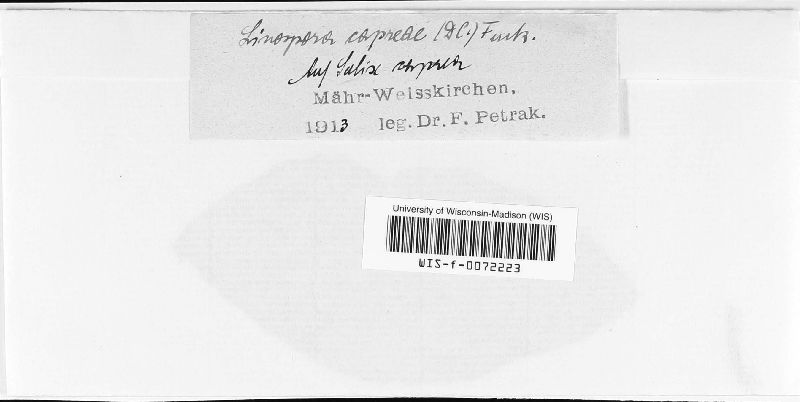 Linospora capreae (DC.) Fuck.
Auf Salix caprea
Mähr-Weisskirchen,
1913 leg. Dr. F. Petrak.
University of Wisconsin-Madison (WIS)
WIS-f-0072223